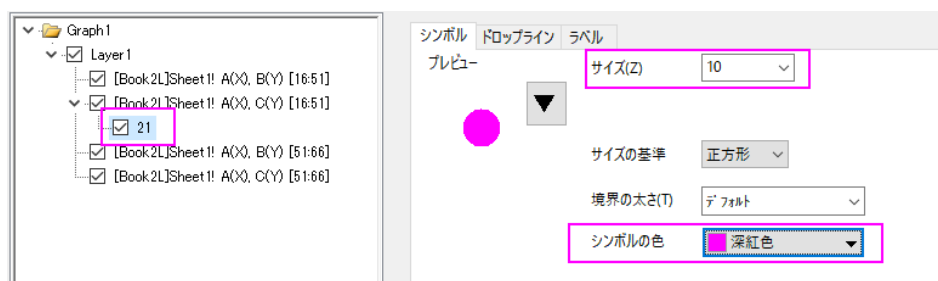 Graph1
Layer1
[Book2L]Sheet1! A(X), B(Y) [16:51]
[Book2L]Sheet1! A(X), C(Y) [16:51]
21
[Book2L]Sheet1! A(X), B(Y) [51:66]
[Book2L]Sheet1! A(X), C(Y) [51:66]
シンボル ドロップライン ラベル
プレビュー
サイズ(Z) 10
サイズの基準 正方形
境界の太さ(T) デフォルト
シンボルの色 深紅色